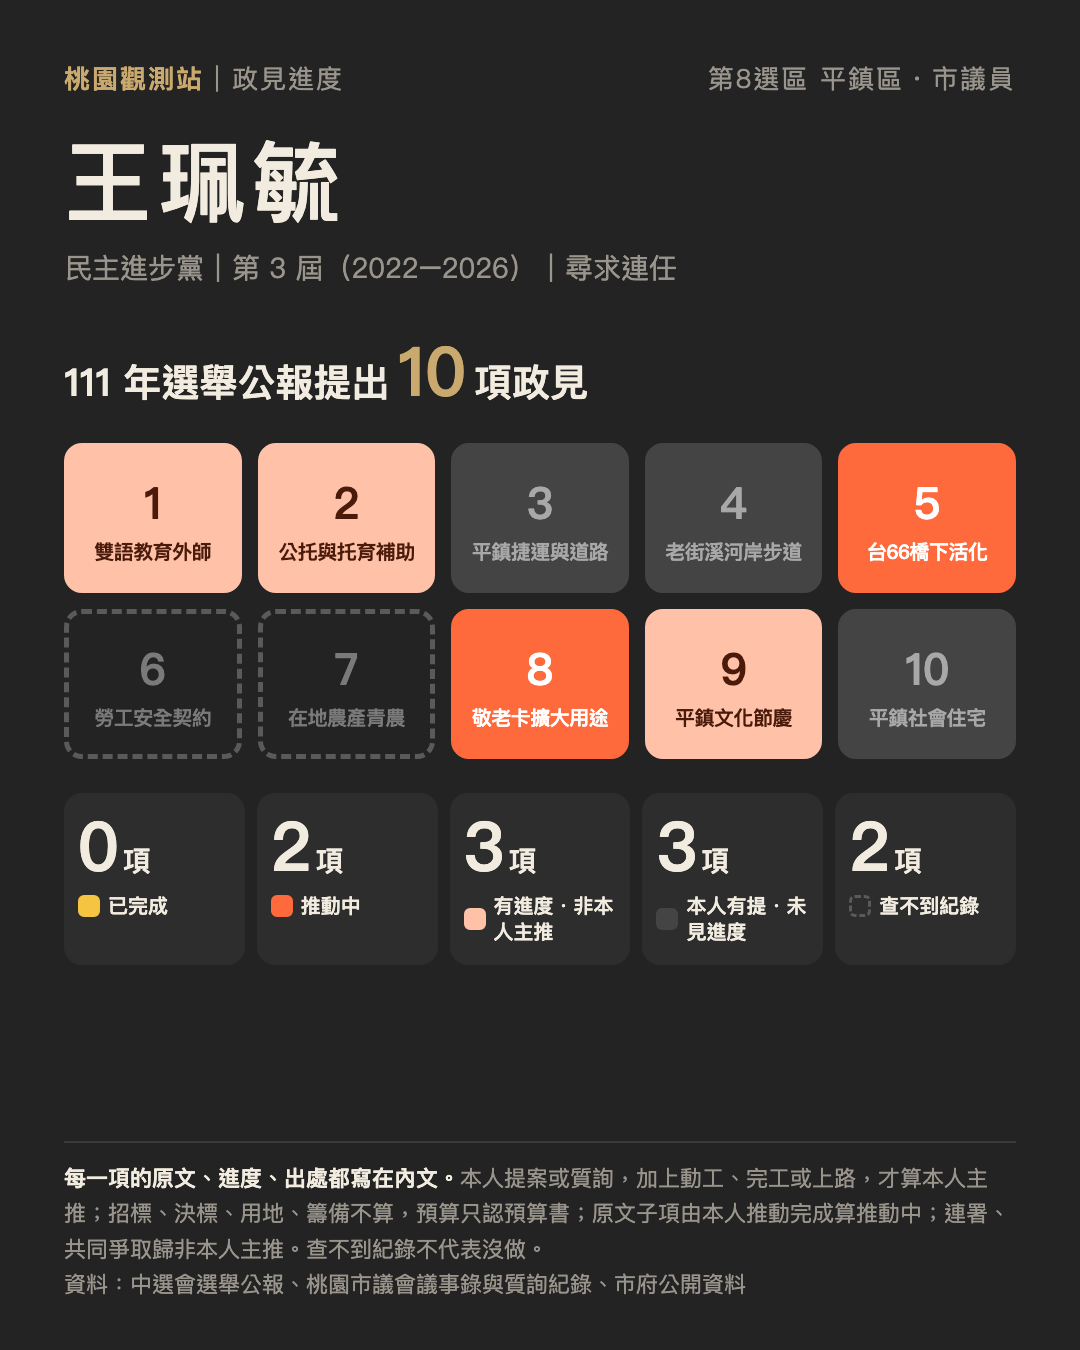 桃園觀測站｜政見進度
第8選區 平鎮區・市議員
王珮毓
民主進步黨｜第 3 屆（2022–2026）｜尋求連任
111 年選舉公報提出 10 項政見
1
雙語教育外師
2
公托與托育補助
3
平鎮捷運與道路
4
老街溪河岸步道
5
台66橋下活化
6
勞工安全契約
7
在地農產青農
8
敬老卡擴大用途
9
平鎮文化節慶
10
平鎮社會住宅
0項
已完成
2項
推動中
3項
有進度・非本
人主推
3項
本人有提・未
見進度
2項
查不到紀錄
每一項的原文、進度、出處都寫在內文。本人提案或質詢，加上動工、完工或上路，才算本人主
推；招標、決標、用地、籌備不算，預算只認預算書；原文子項由本人推動完成算推動中；連署、
共同爭取歸非本人主推。查不到紀錄不代表沒做。
資料：中選會選舉公報、桃園市議會議事錄與質詢紀錄、市府公開資料